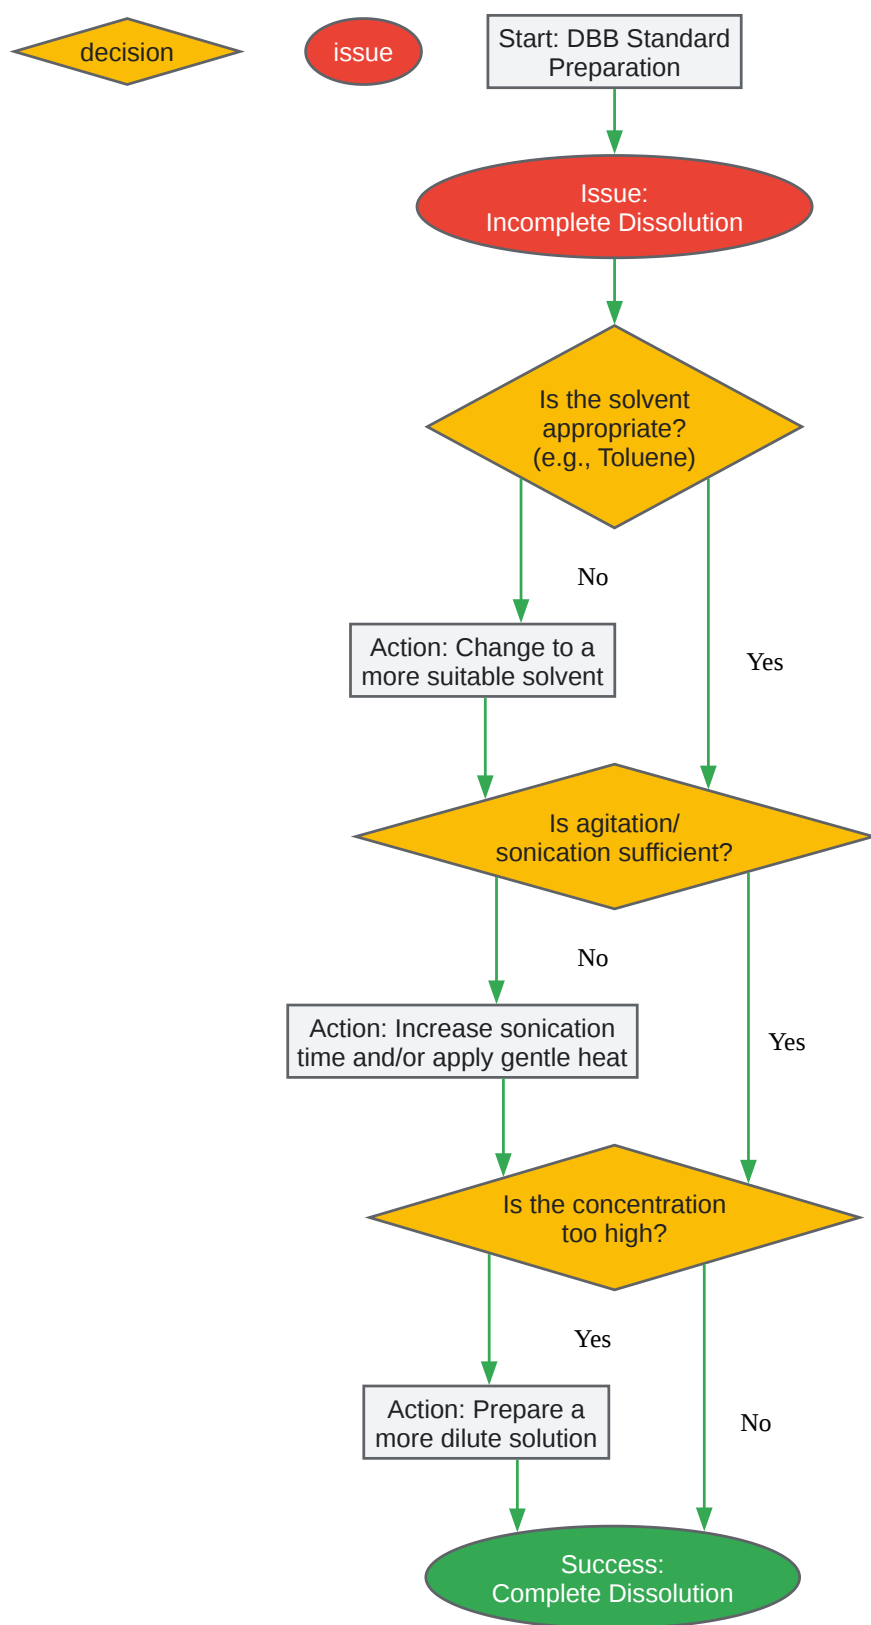 decision
issue
Start: DBB Standard
Preparation
Issue:
Incomplete Dissolution
Is the solvent
appropriate?
(e.g., Toluene)
No
Action: Change to a
more suitable solvent
Yes
Is agitation/
sonication sufficient?
No
Action: Increase sonication
time and/or apply gentle heat
Yes
Is the concentration
too high?
Yes
Action: Prepare a
more dilute solution
No
Success:
Complete Dissolution